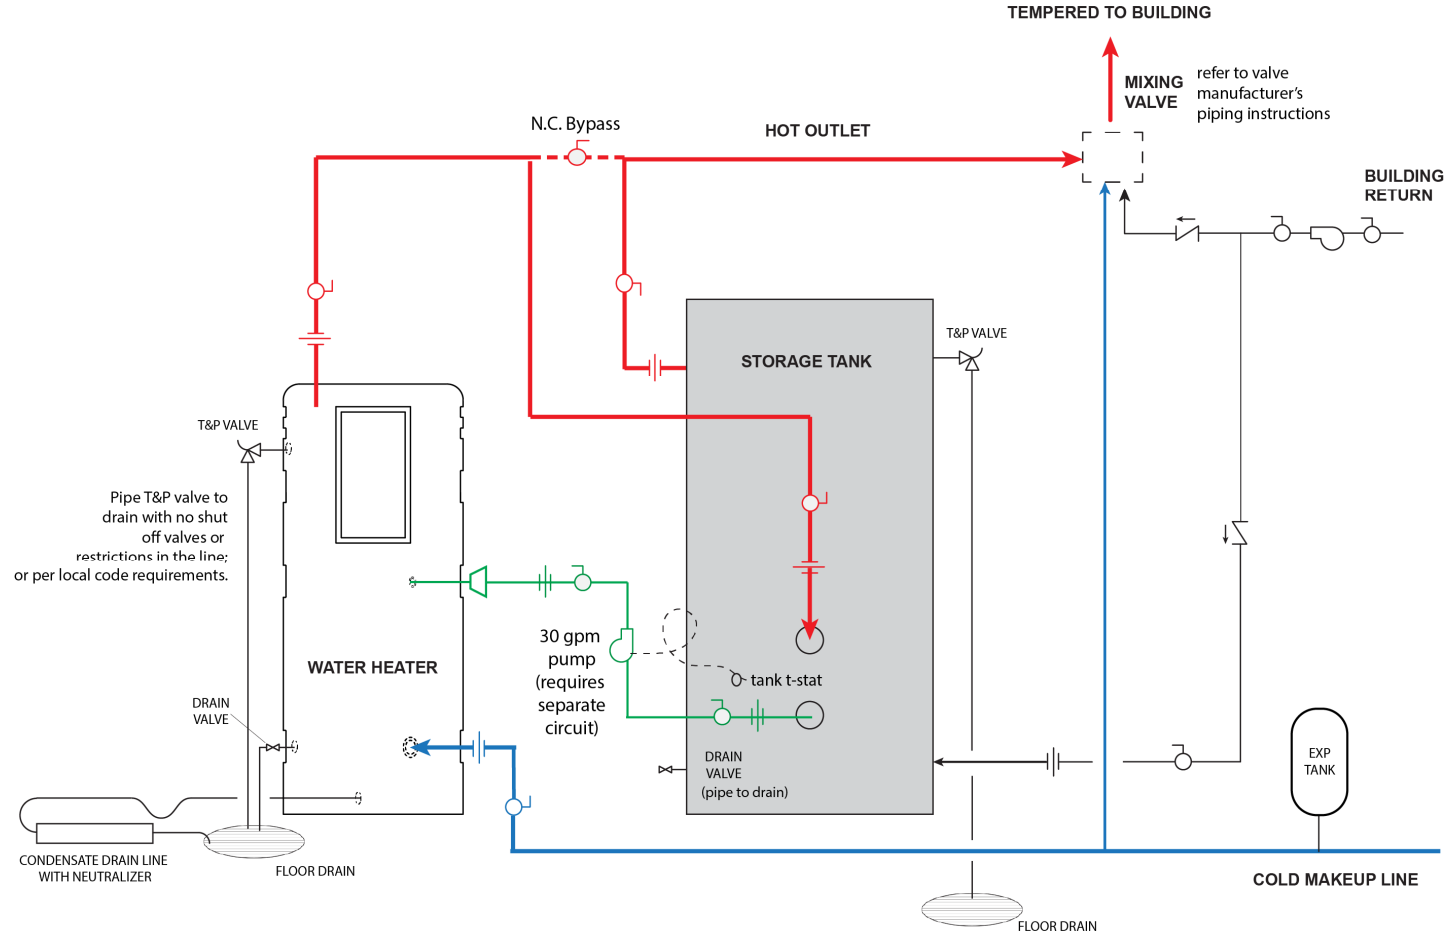 TEMPERED TO BUILDING
MIXING
VALVE
refer to valve
manufacturer's
piping instructions
N.C. Bypass
HOT OUTLET
BUILDING
RETURN
STORAGE TANK
T&P VALVE
T&P VALVE
Pipe T&P valve to
drain with no shut
off valves or
restrictions in the line;
or per local code requirements.
WATER HEATER
30 gpm
pump
(requires
separate
circuit)
tank t-stat
DRAIN
VALVE
DRAIN
VALVE
(pipe to drain)
EXP
TANK
CONDENSATE DRAIN LINE
WITH NEUTRALIZER
FLOOR DRAIN
COLD MAKEUP LINE
FLOOR DRAIN